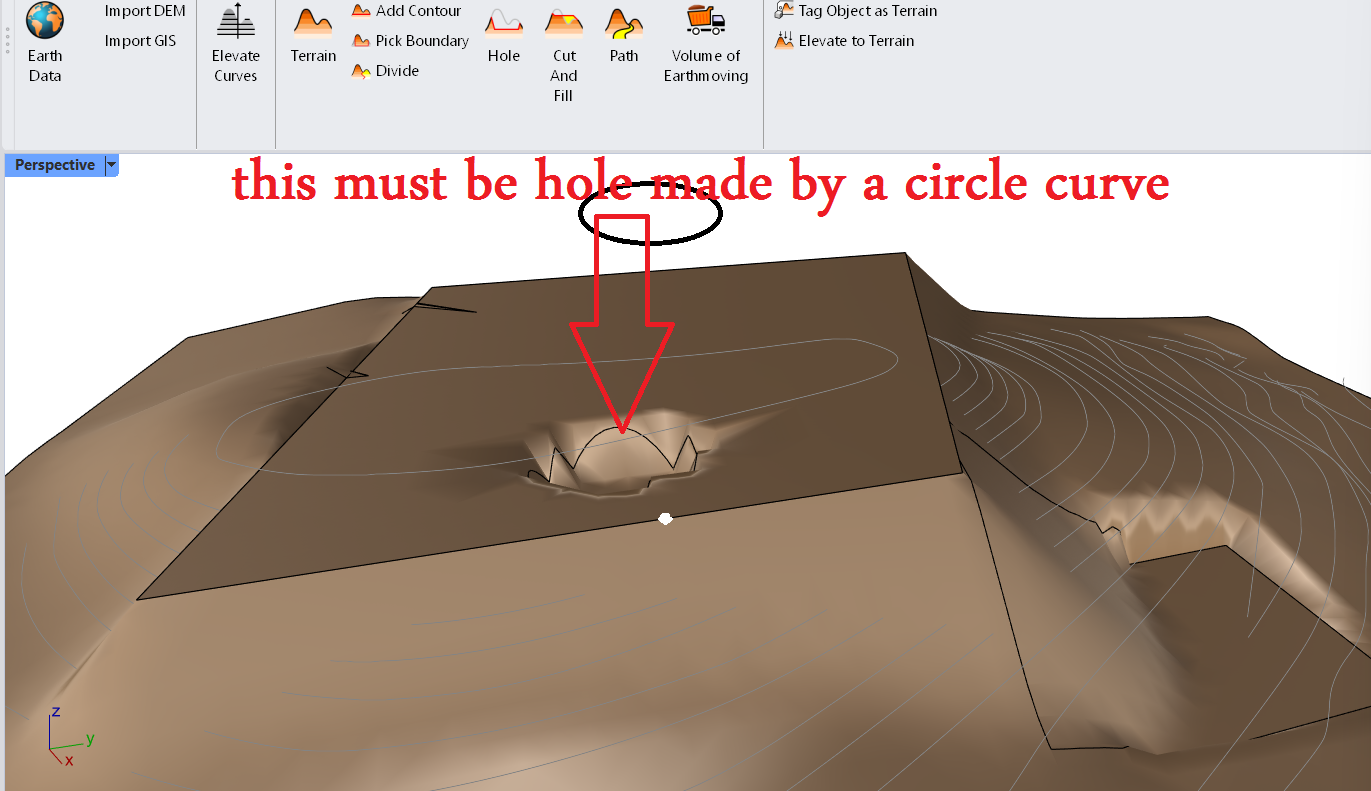 Import DEM
Import GIS
Earth
Data
Elevate
Curves
Terrain
Add Contour
Pick Boundary
Divide
Hole
Cut
And
Fill
Path
Volume of
Earthmoving
Tag Object as Terrain
Elevate to Terrain
Perspective
this must be hole made by a circle curve
z
y
x